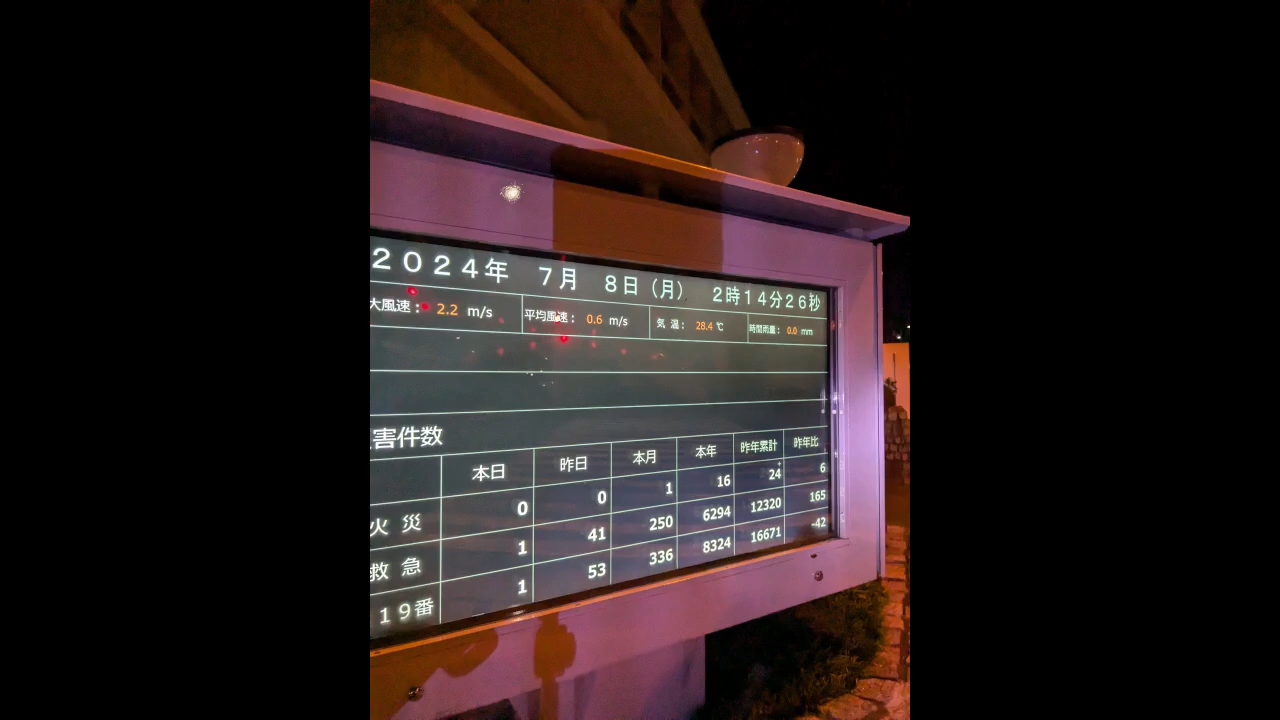 ２０２４年　７月　８日（月）　２時１４分２６秒
大風速： 2.2 m/s 平均風速： 0.6 m/s 気 温： 28.4 ℃ 時間雨量： 0.0 mm
害件数
本日 昨日 本月 本年 昨年累計 昨年比
火 災 0 0 1 16 24 6
救 急 1 41 250 6294 12320 165
１９番 1 53 336 8324 16671 -42